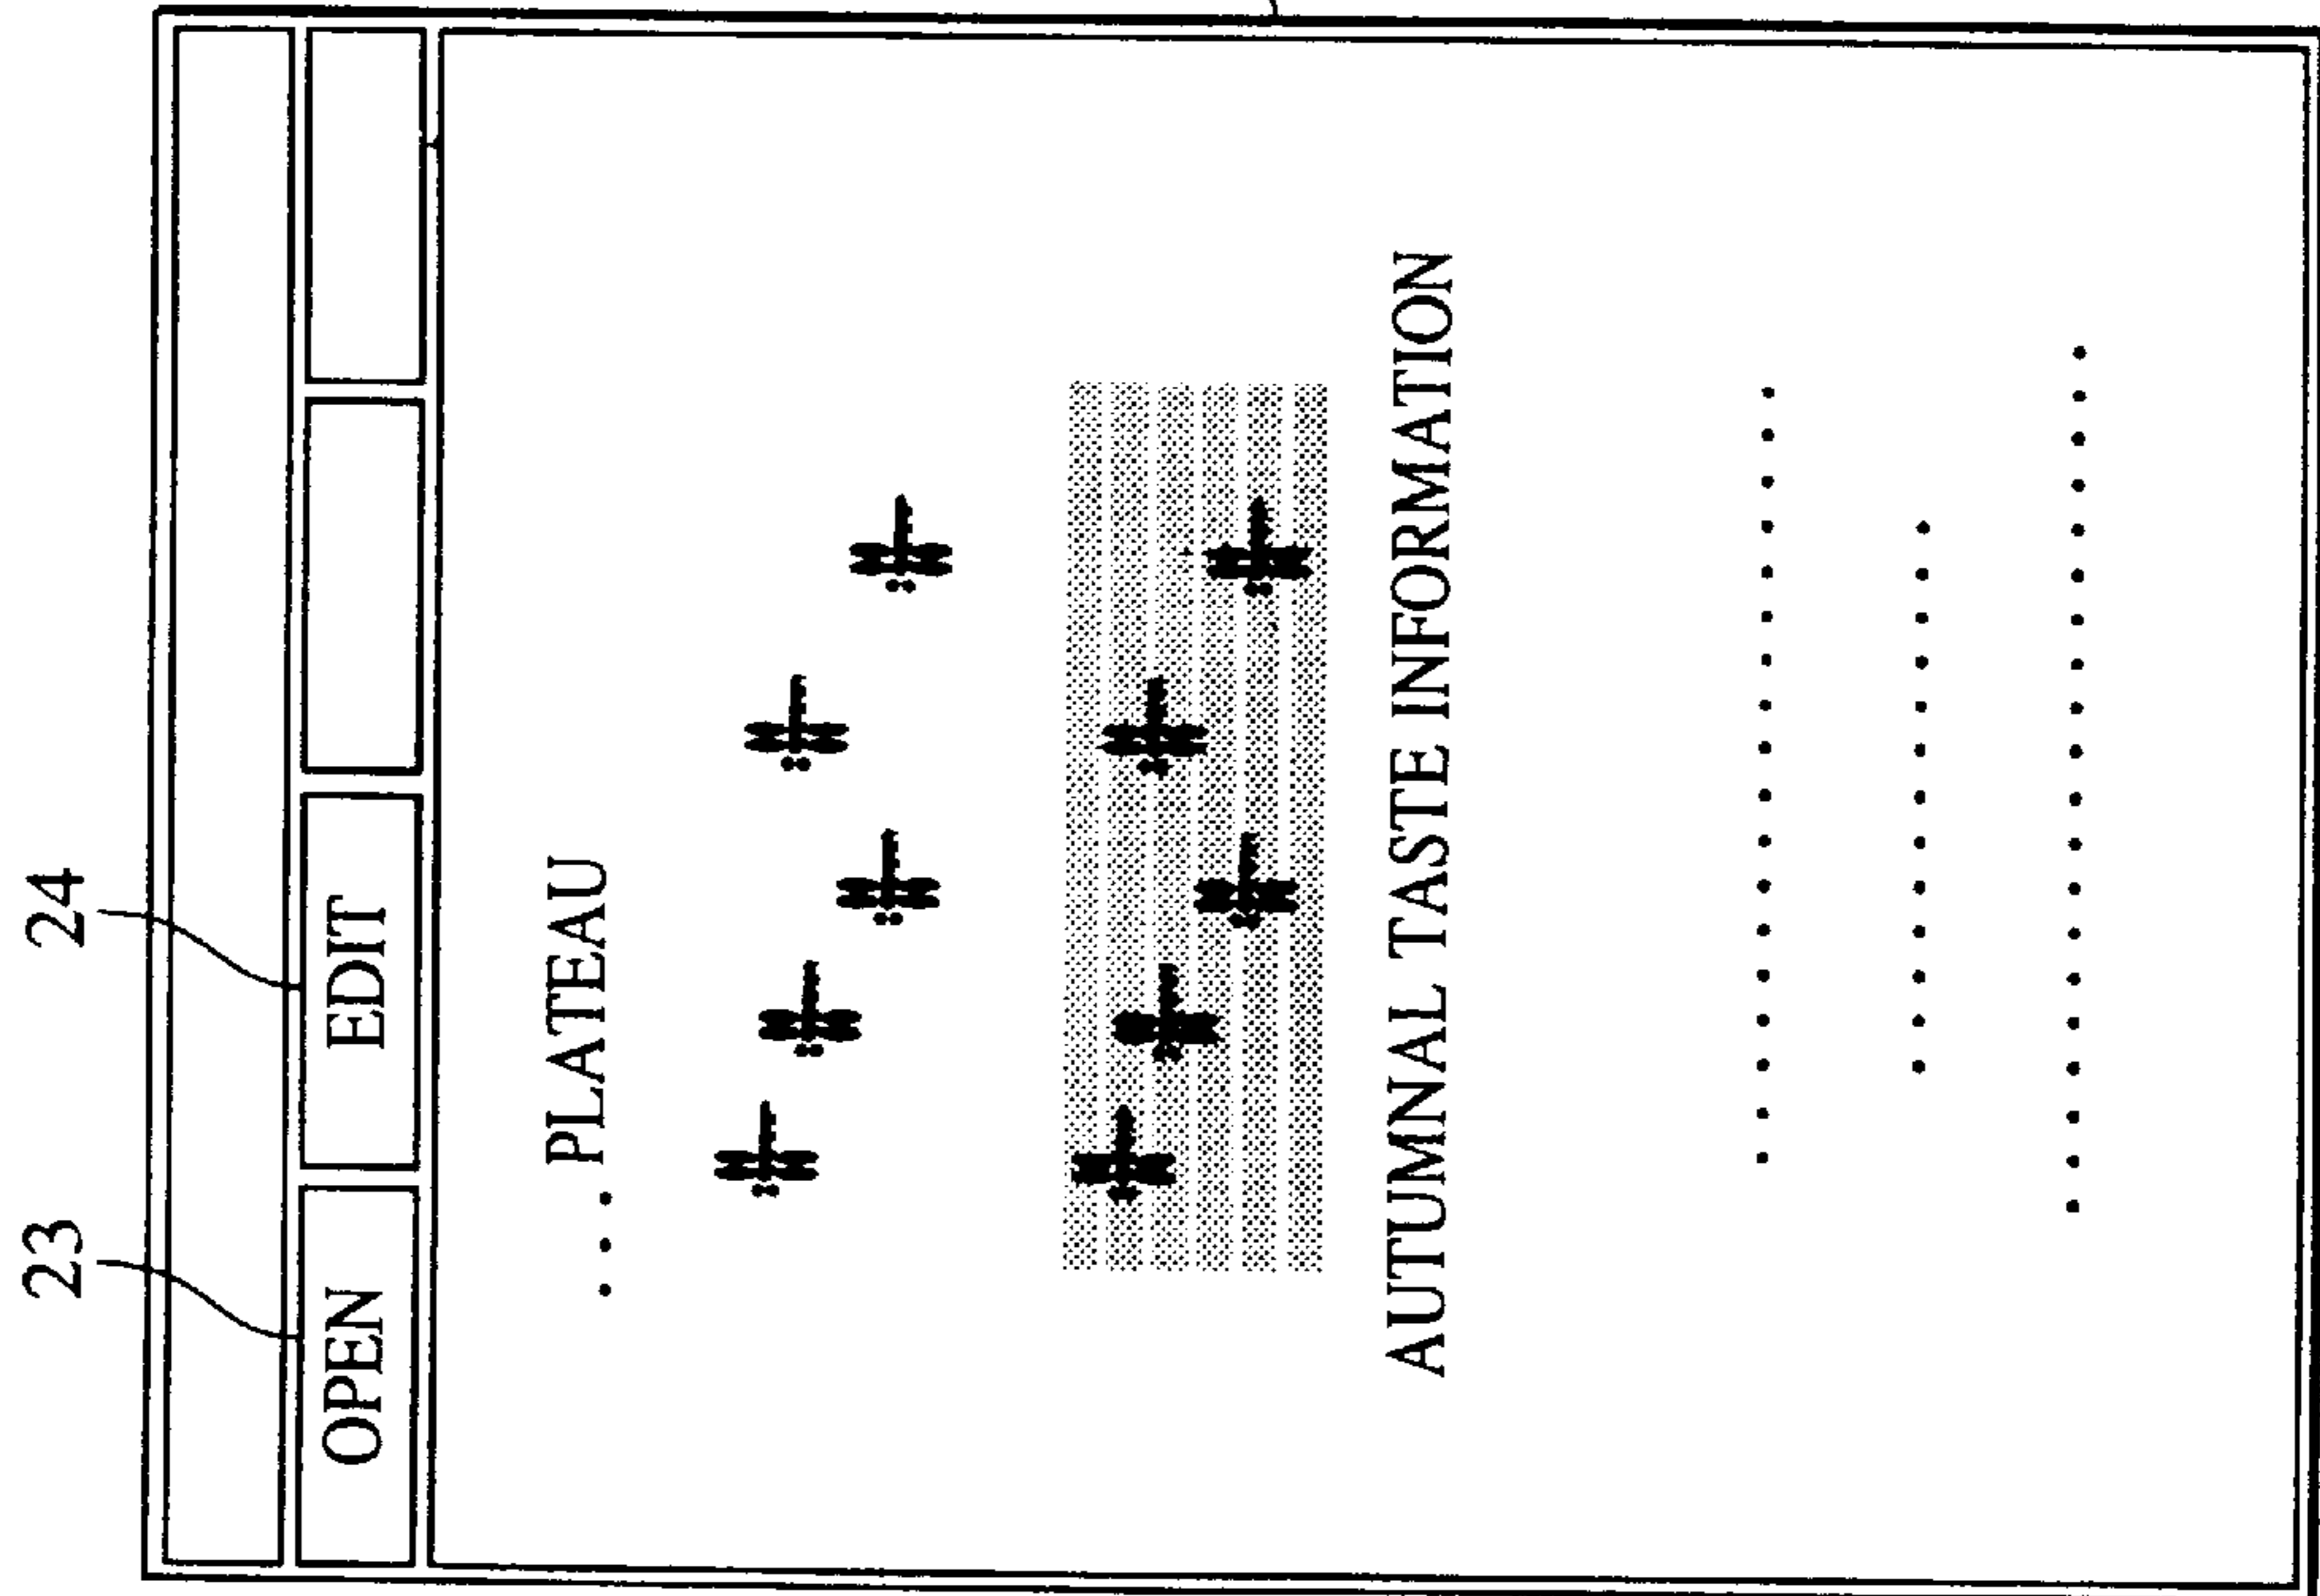 23 24
OPEN EDIT
... PLATEAU
AUTUMNAL TASTE INFORMATION
..................
.............
....................